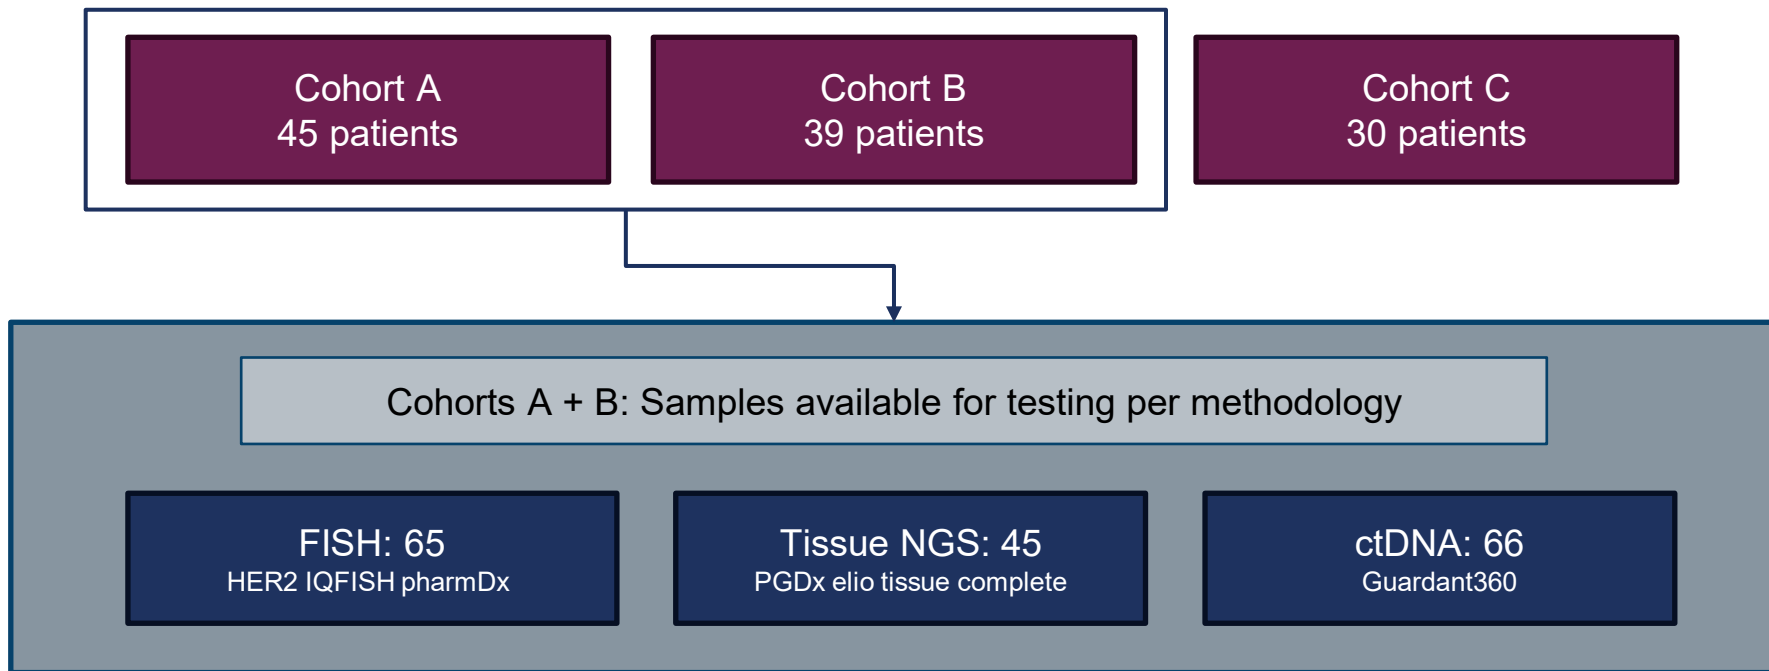 Cohort A
45 patients
Cohort B
39 patients
Cohort C
30 patients
Cohorts A + B: Samples available for testing per methodology
FISH: 65
HER2 IQFISH pharmDx
Tissue NGS: 45
PGDx elio tissue complete
ctDNA: 66
Guardant360